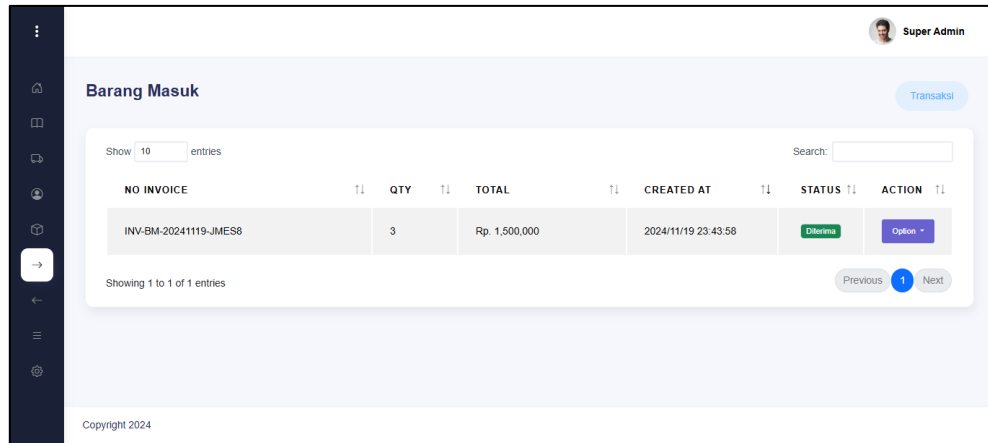 Super Admin
Barang Masuk
Transaksi
Show 10 entries
Search:
NO INVOICE QTY TOTAL CREATED AT STATUS ACTION
INV-BM-20241119-JMES8 3 Rp. 1,500,000 2024/11/19 23:43:58 Diterima Option
Showing 1 to 1 of 1 entries
Previous 1 Next
Copyright 2024